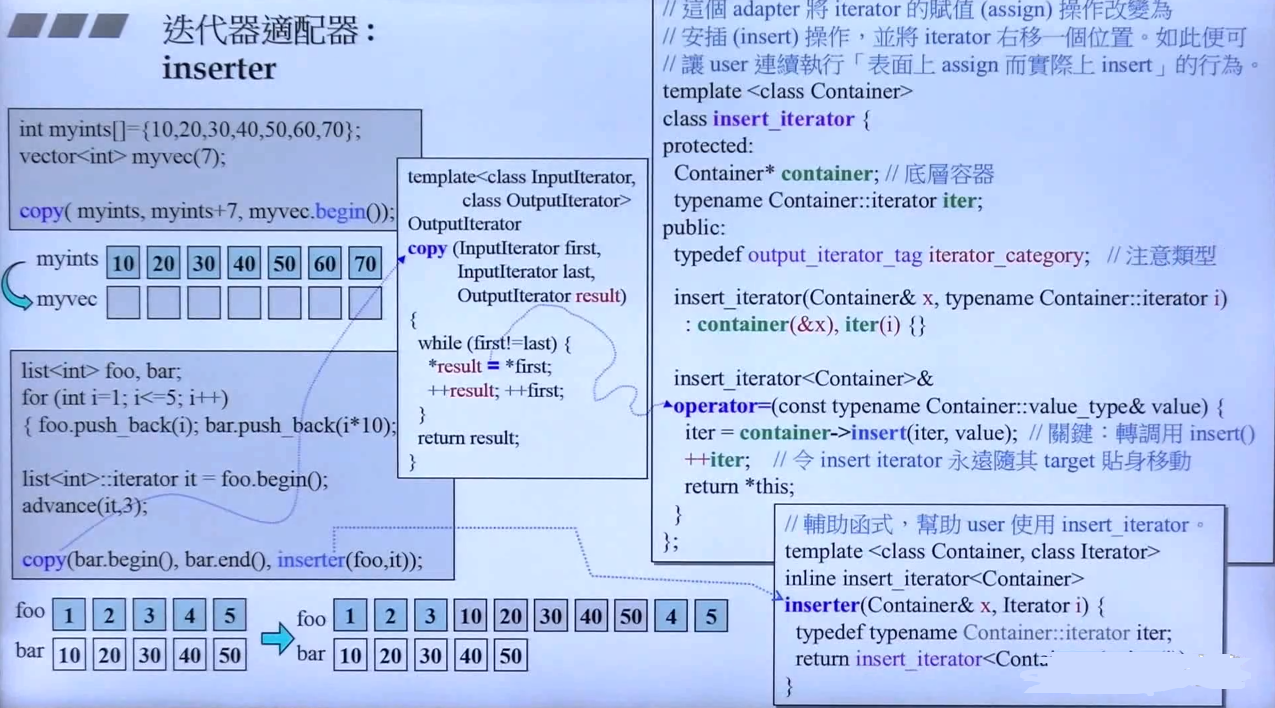 迭代器適配器：
inserter
int myints[]={10,20,30,40,50,60,70};
vector<int> myvec(7);
copy( myints, myints+7, myvec.begin());
myints 10 20 30 40 50 60 70
myvec
list<int> foo, bar;
for (int i=1; i<=5; i++)
{ foo.push_back(i); bar.push_back(i*10);
list<int>::iterator it = foo.begin();
advance(it,3);
copy(bar.begin(), bar.end(), inserter(foo,it));
foo 1 2 3 4 5
bar 10 20 30 40 50
foo 1 2 3 10 20 30 40 50 4 5
bar 10 20 30 40 50
template<class InputIterator,
class OutputIterator>
OutputIterator
copy (InputIterator first,
InputIterator last,
OutputIterator result)
{
while (first!=last) {
*result = *first;
++result; ++first;
}
return result;
}
// 這個 adapter 將 iterator 的賦值 (assign) 操作改變為
// 安插 (insert) 操作，並將 iterator 右移一個位置。如此便可
// 讓 user 連續執行「表面上 assign 而實際上 insert」的行為。
template <class Container>
class insert_iterator {
protected:
Container* container; // 底層容器
typename Container::iterator iter;
public:
typedef output_iterator_tag iterator_category; // 注意類型
insert_iterator(Container& x, typename Container::iterator i)
: container(&x), iter(i) {}
insert_iterator<Container>&
operator=(const typename Container::value_type& value) {
iter = container->insert(iter, value); // 關鍵：轉調用 insert()
++iter; // 令 insert iterator 永遠隨其 target 貼身移動
return *this;
}
};
// 輔助函式，幫助 user 使用 insert_iterator。
template <class Container, class Iterator>
inline insert_iterator<Container>
inserter(Container& x, Iterator i) {
typedef typename Container::iterator iter;
return insert_iterator
}